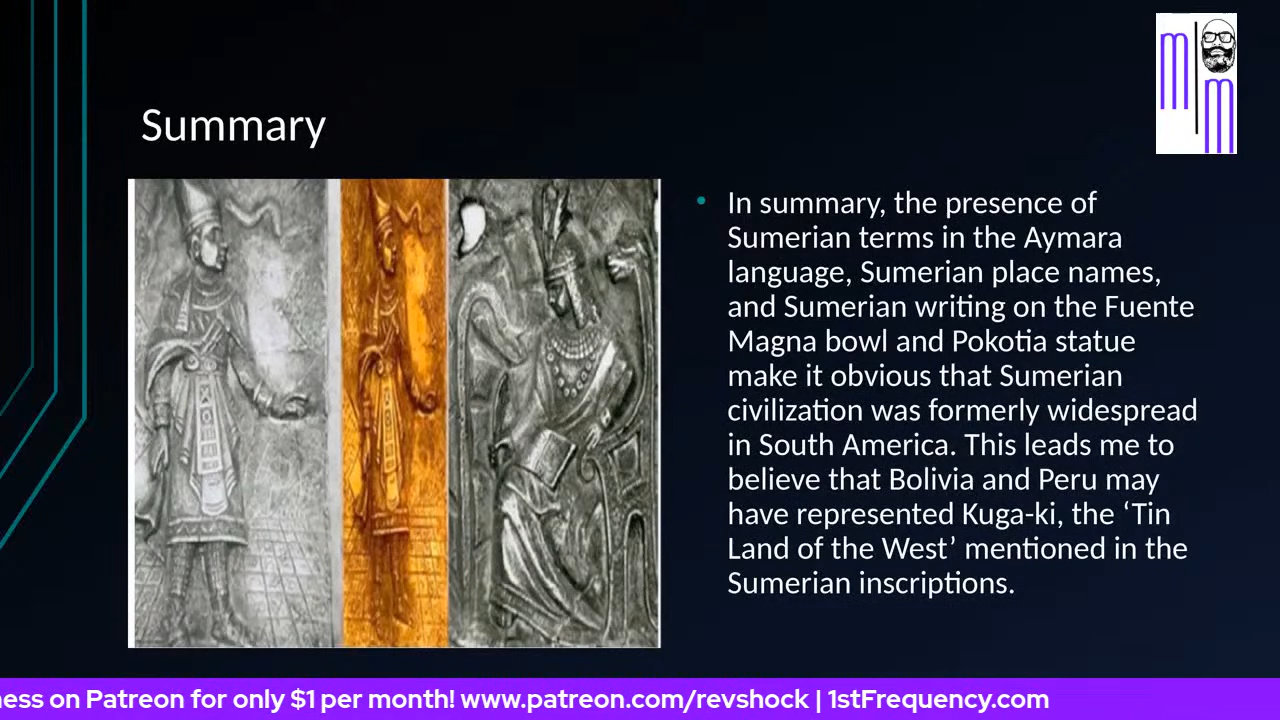 Summary
In summary, the presence of
Sumerian terms in the Aymara
language, Sumerian place names,
and Sumerian writing on the Fuente
Magna bowl and Pokotia statue
make it obvious that Sumerian
civilization was formerly widespread
in South America. This leads me to
believe that Bolivia and Peru may
have represented Kuga-ki, the ‘Tin
Land of the West’ mentioned in the
Sumerian inscriptions.
m
m
ness on Patreon for only $1 per month! www.patreon.com/revshock | 1stFrequency.com